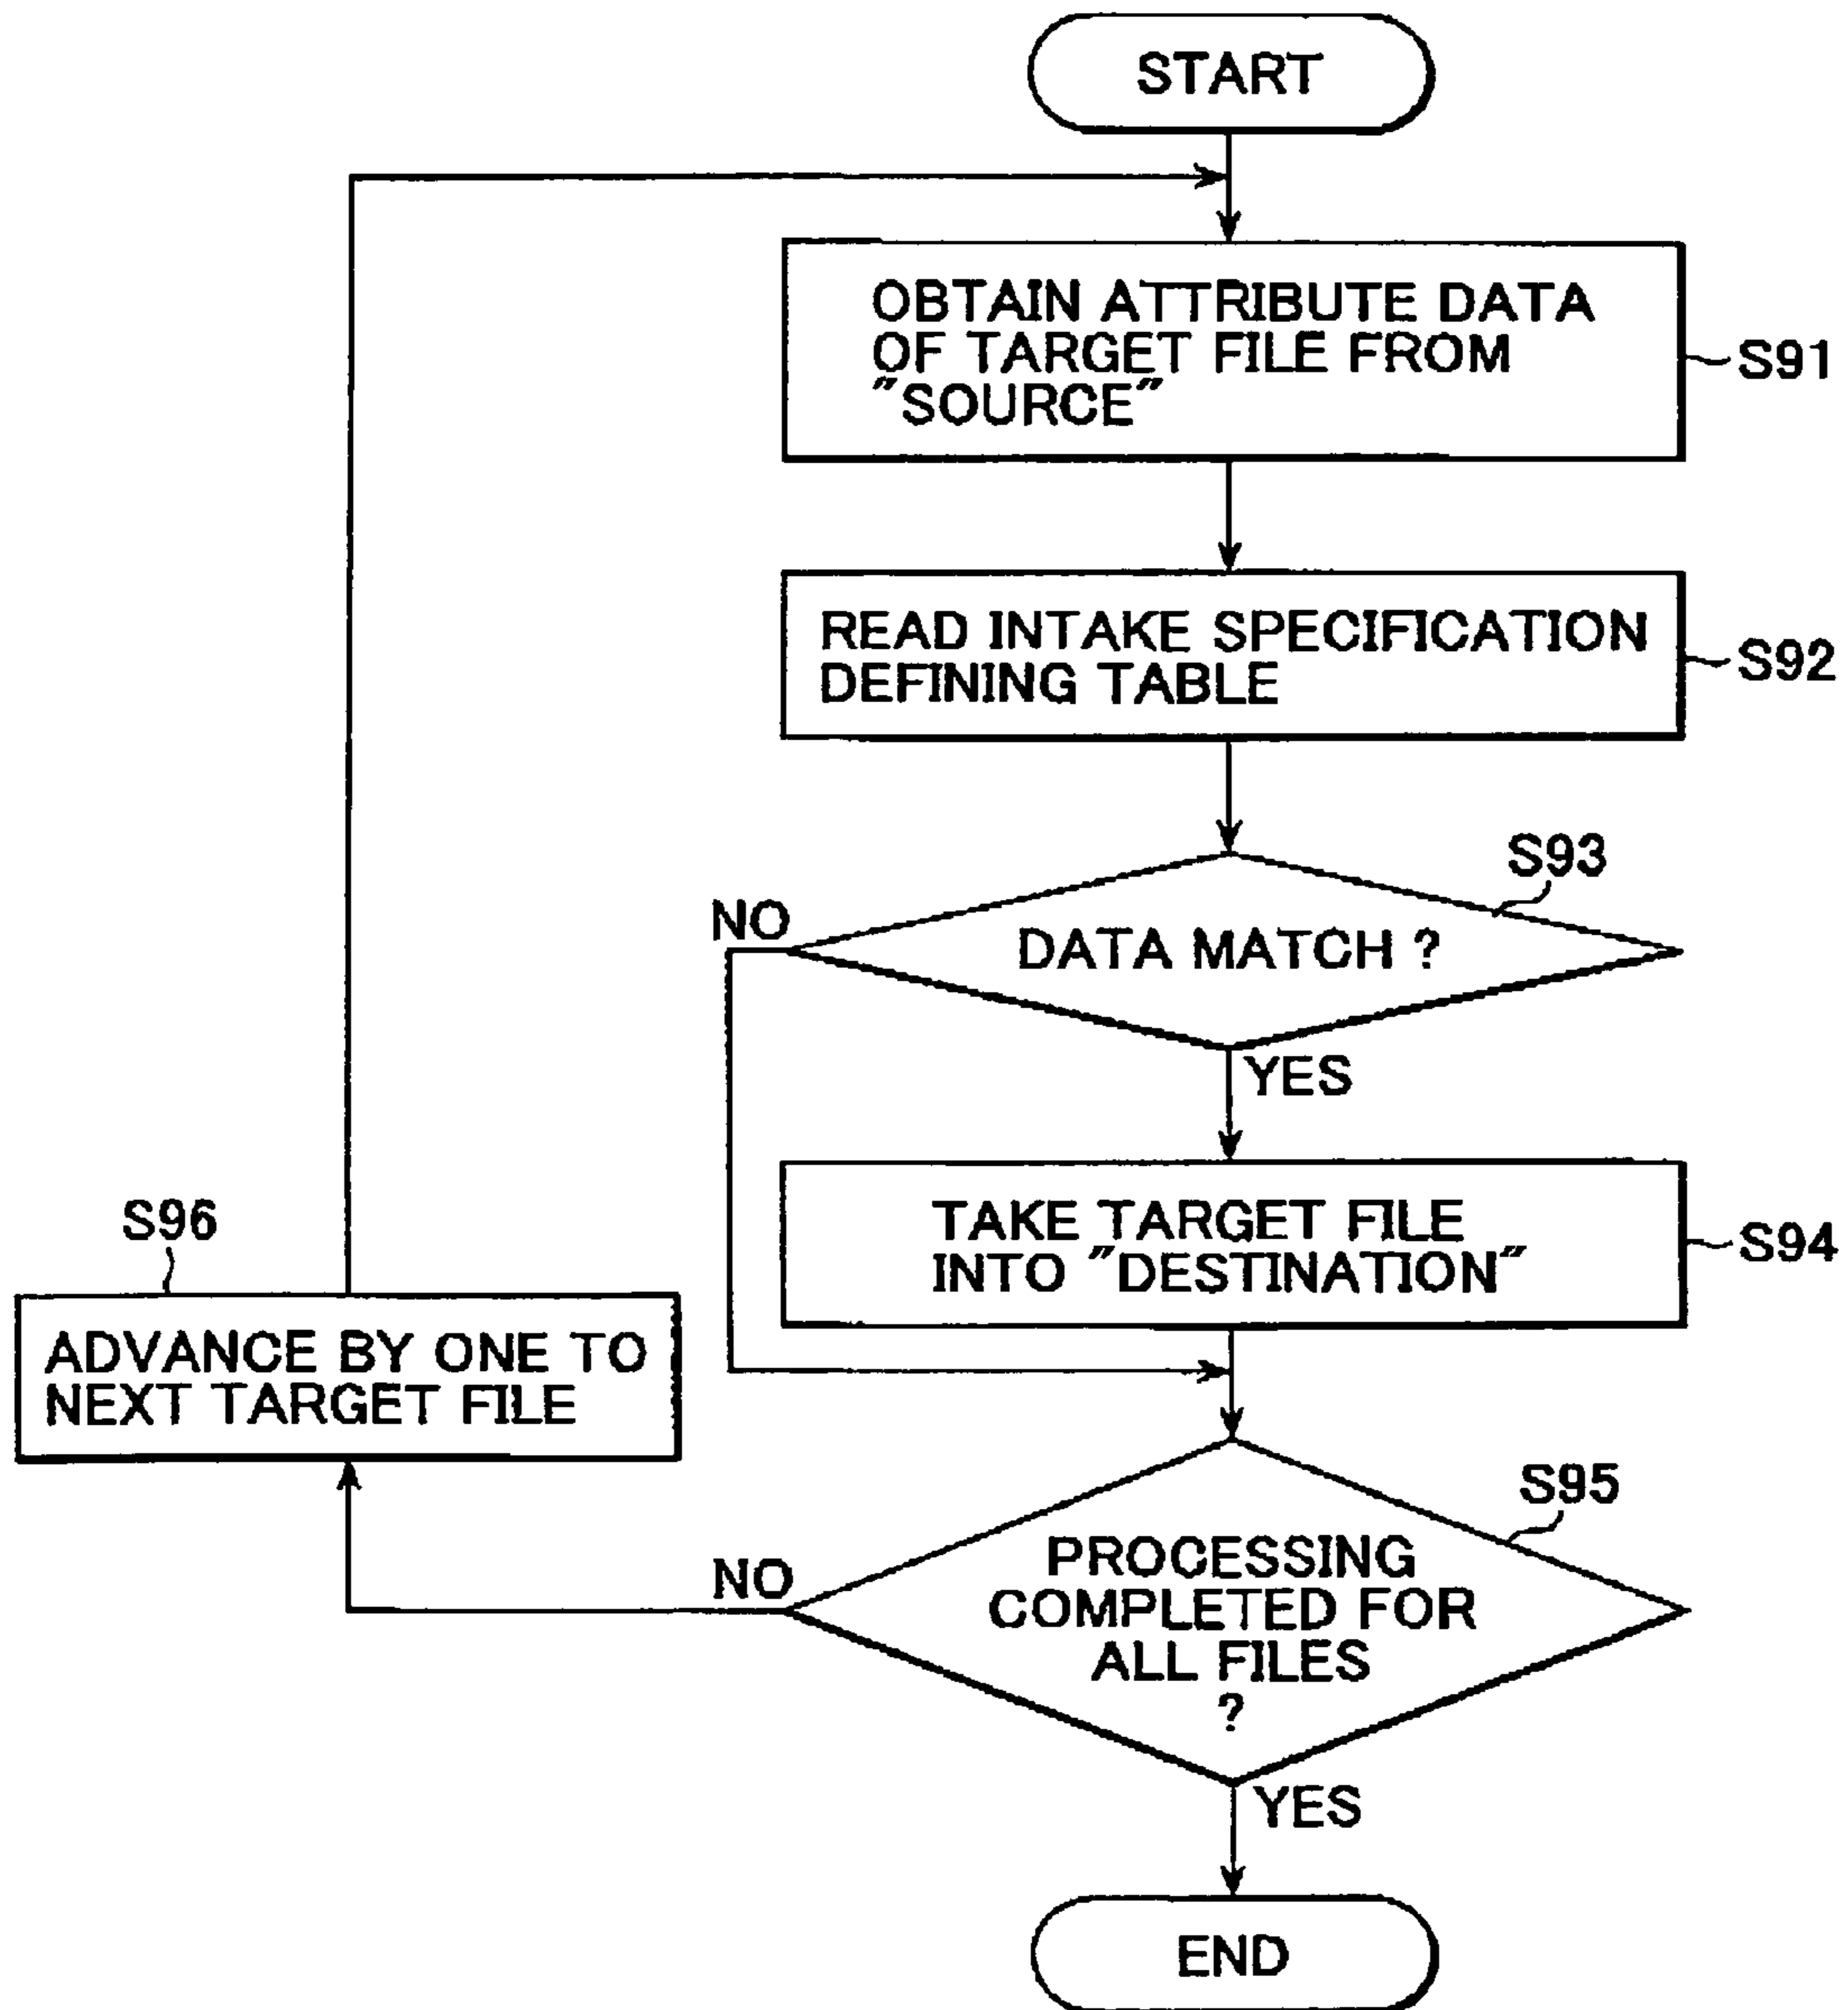 START
OBTAIN ATTRIBUTE DATA
OF TARGET FILE FROM
"SOURCE"
S91
READ INTAKE SPECIFICATION
DEFINING TABLE
S92
S93
NO
DATA MATCH ?
YES
TAKE TARGET FILE
INTO "DESTINATION"
S94
S96
ADVANCE BY ONE TO
NEXT TARGET FILE
S95
NO
PROCESSING
COMPLETED FOR
ALL FILES
?
YES
END